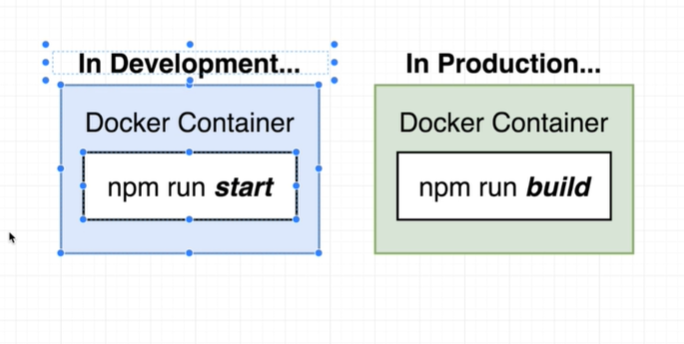 In Development...
Docker Container
npm run start
In Production...
Docker Container
npm run build